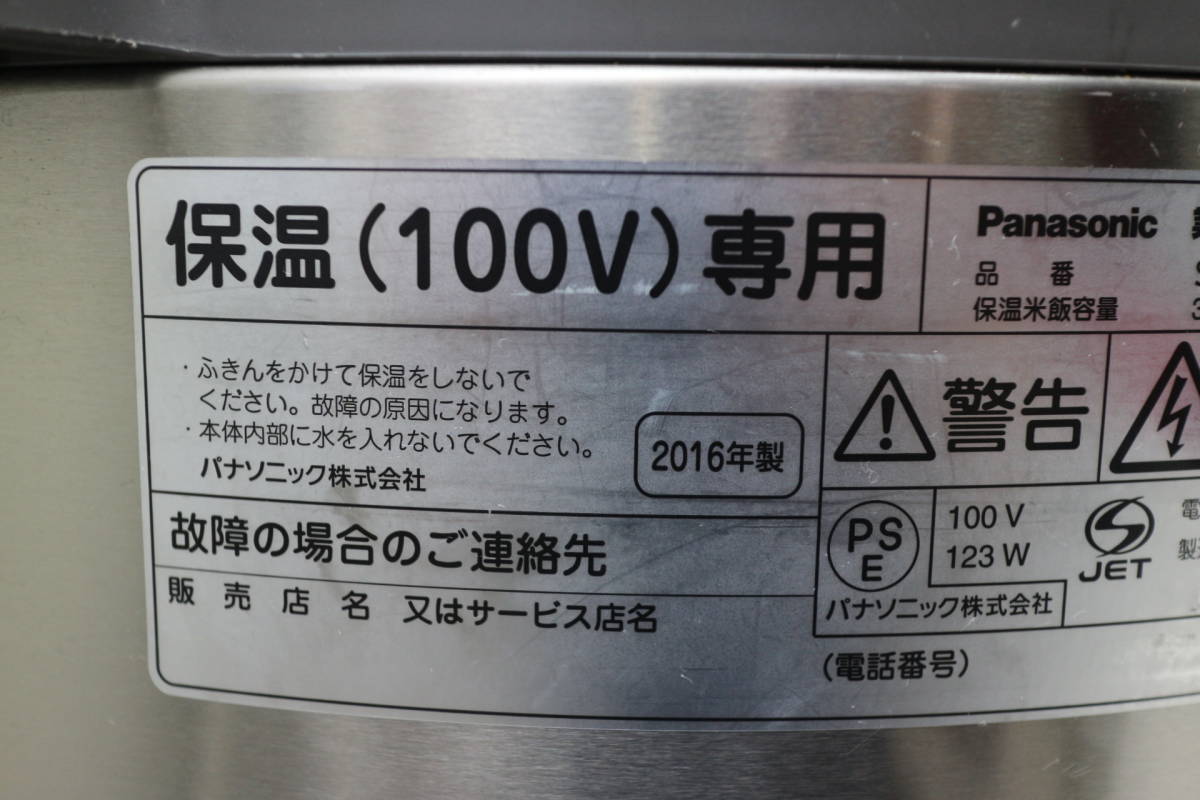 保温(100V)専用
Panasonic
品番
保温米飯容量
・ふきんをかけて保温をしないで
ください。故障の原因になります。
・本体内部に水を入れないでください。
パナソニック株式会社
2016年製
警告
故障の場合のご連絡先
販売店名 又はサービス店名
PS
E
100 V
123 W
JET
電
製
パナソニック株式会社
(電話番号)